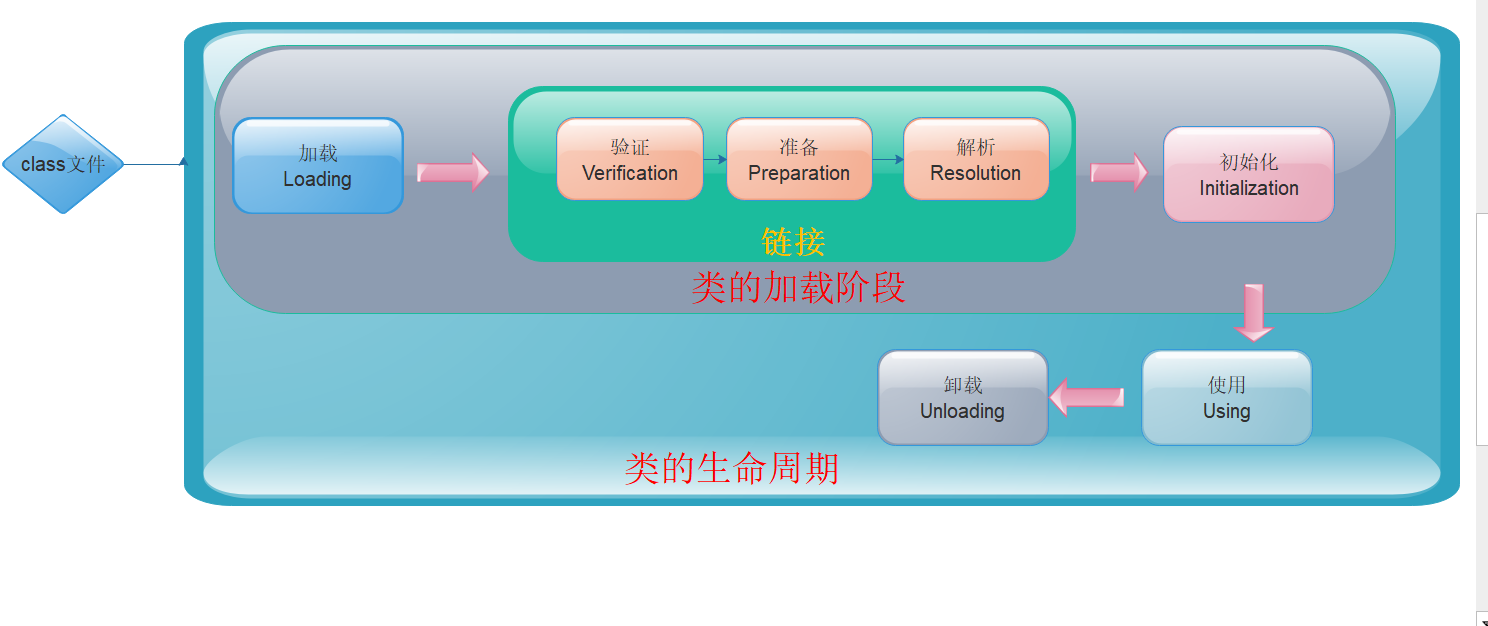 class文件
加载
Loading
验证
Verification
准备
Preparation
解析
Resolution
初始化
Initialization
链接
类的加载阶段
卸载
Unloading
使用
Using
类的生命周期